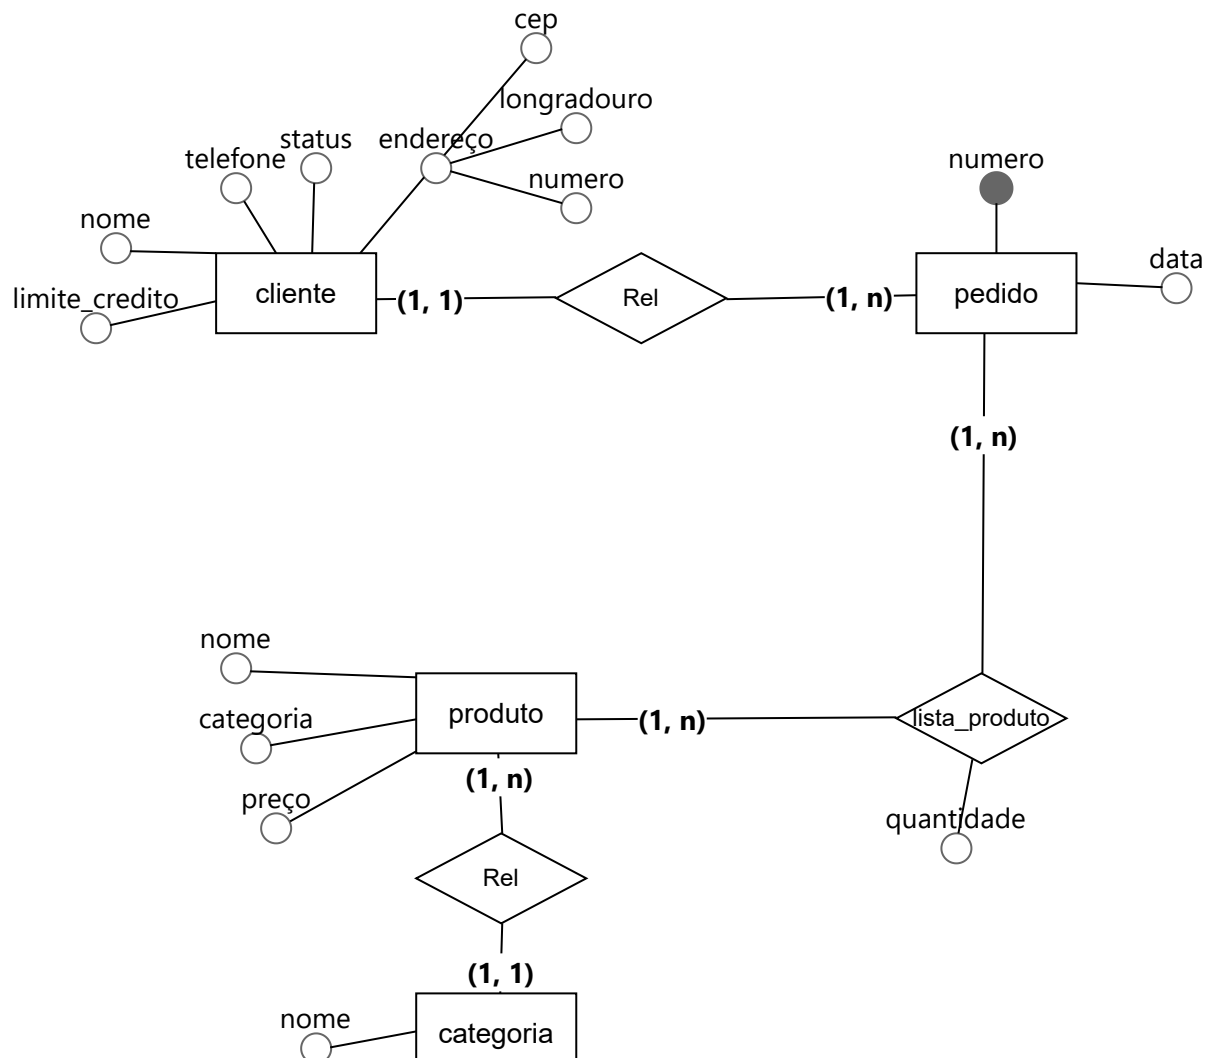 cep
longradouro
status
endereço
telefone
numero
numero
nome
data
limite_credito
cliente
(1, 1)
Rel
(1, n)
pedido
(1, n)
nome
categoria
produto
(1, n)
lista_produto
(1, n)
preço
quantidade
Rel
(1, 1)
nome
categoria